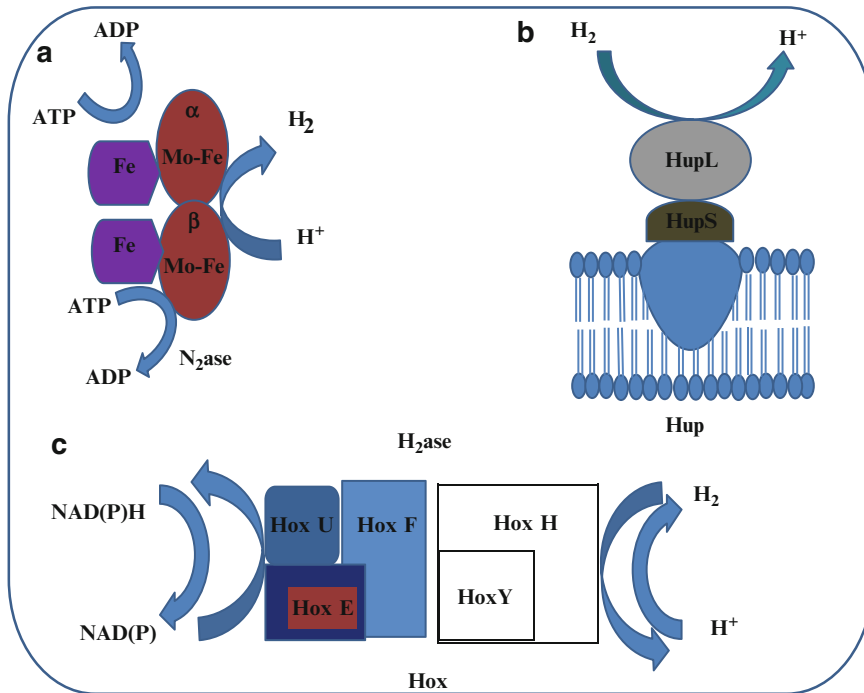 a
ADP
ATP
α
Mo-Fe
Fe
H₂
β
Mo-Fe
Fe
H⁺
ATP
ADP
N₂ase
b
H₂
H⁺
HupL
HupS
Hup
c
H₂ase
NAD(P)H
NAD(P)
Hox U
Hox F
Hox E
Hox H
HoxY
H₂
H⁺
Hox